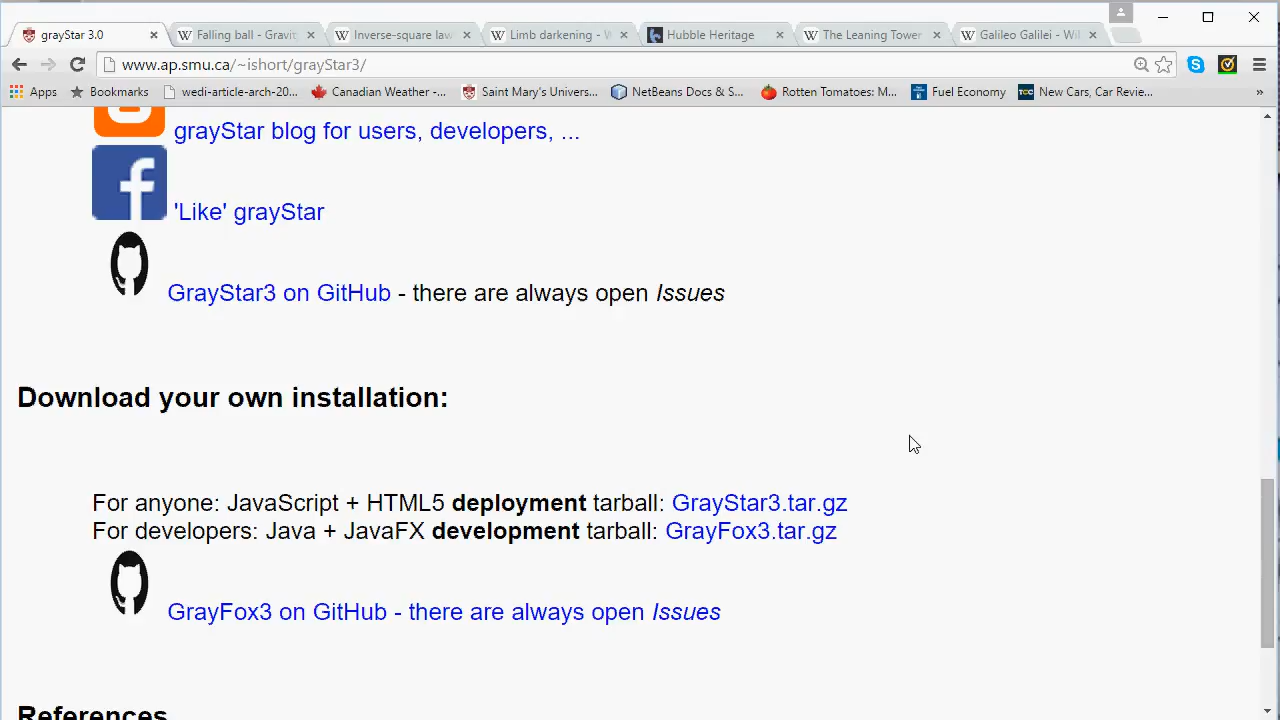 grayStar 3.0
Falling ball - Gravit
Inverse-square law
Limb darkening - W
Hubble Heritage
The Leaning Tower
Galileo Galilei - Wi
www.ap.smu.ca/~ishort/grayStar3/
Apps
Bookmarks
wedi-article-arch-20...
Canadian Weather -...
Saint Mary's Univers...
NetBeans Docs & S...
Rotten Tomatoes: M...
Fuel Economy
New Cars, Car Revie...
»
grayStar blog for users, developers, ...
'Like' grayStar
GrayStar3 on GitHub - there are always open Issues
Download your own installation:
For anyone: JavaScript + HTML5 deployment tarball: GrayStar3.tar.gz
For developers: Java + JavaFX development tarball: GrayFox3.tar.gz
GrayFox3 on GitHub - there are always open Issues
References